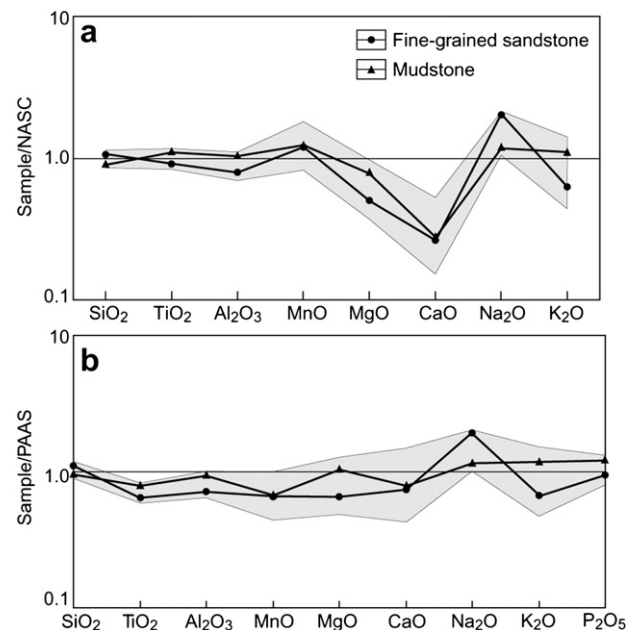 a
10
Fine-grained sandstone
Mudstone
Sample/NASC
1.0
0.1
SiO₂ TiO₂ Al₂O₃ MnO MgO CaO Na₂O K₂O
b
10
Sample/PAAS
1.0
0.1
SiO₂ TiO₂ Al₂O₃ MnO MgO CaO Na₂O K₂O P₂O₅